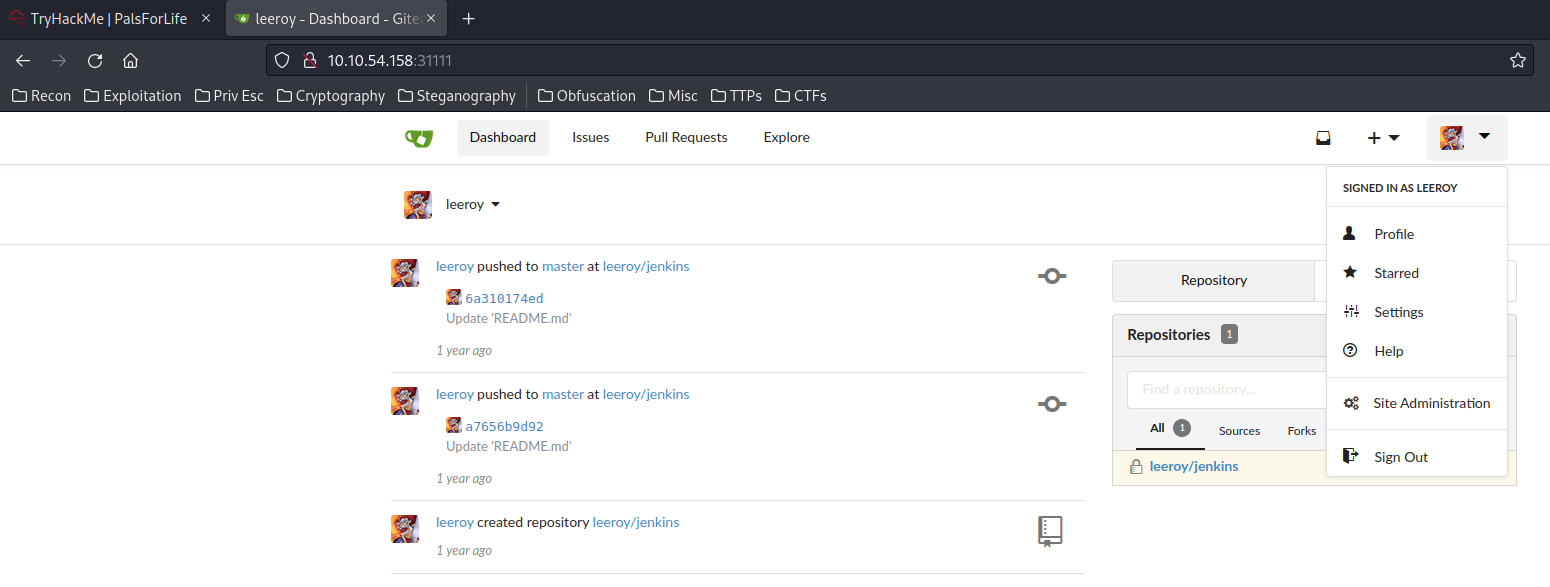 TryHackMe | PalsForLife
leeroy - Dashboard - Gite
10.10.54.158:31111
Recon Exploitation Priv Esc Cryptography Steganography Obfuscation Misc TTPs CTFs
Dashboard Issues Pull Requests Explore
leeroy
SIGNED IN AS LEEROY
Profile
Starred
Settings
Help
Site Administration
Sign Out
leeroy pushed to master at leeroy/jenkins
6a310174ed
Update 'README.md'
1 year ago
leeroy pushed to master at leeroy/jenkins
a7656b9d92
Update 'README.md'
1 year ago
leeroy created repository leeroy/jenkins
1 year ago
Repository
Repositories 1
Find a repository...
All 1 Sources Forks
leeroy/jenkins